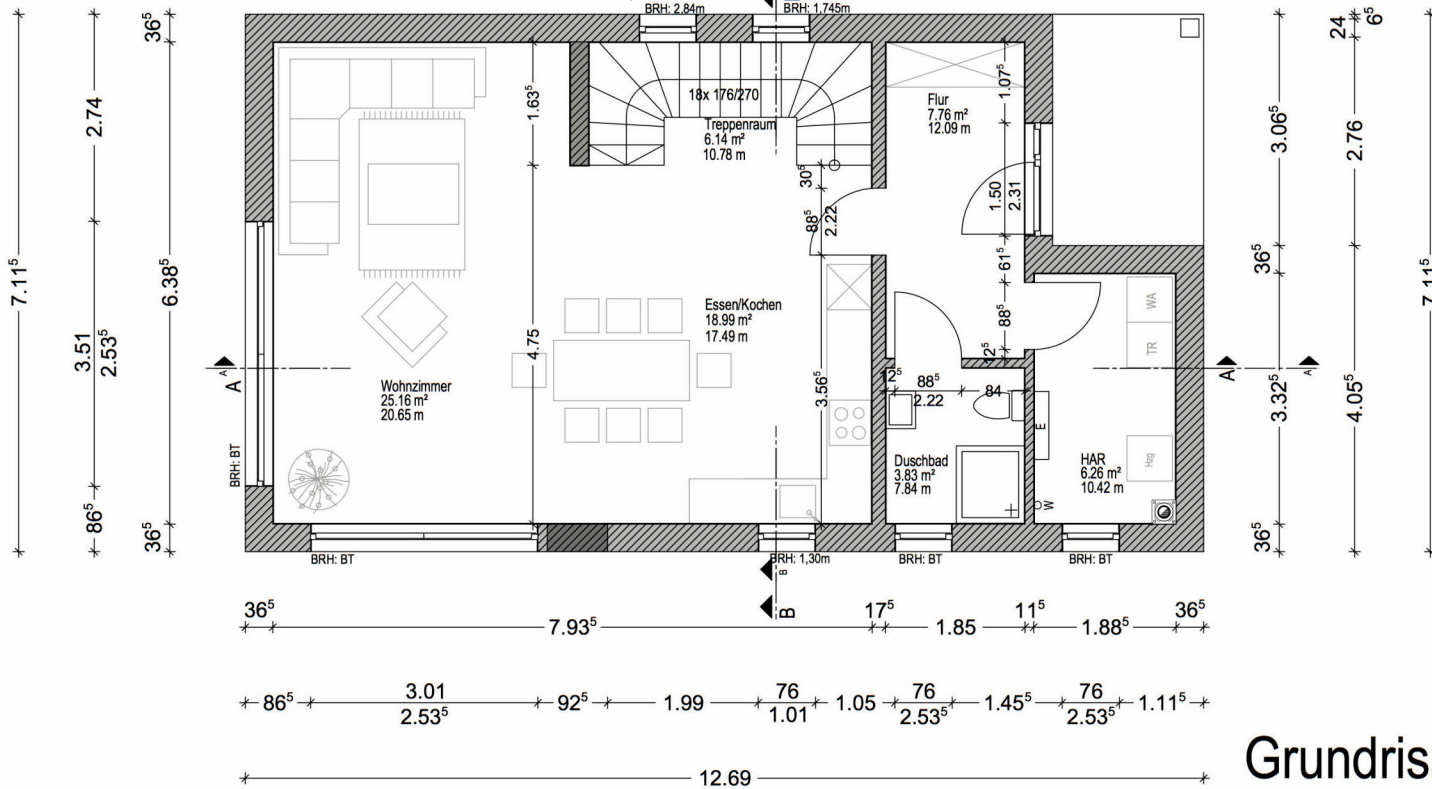 BRH: 2.84m
BRH: 1,745m
36⁵
24
6⁵
2.74
1.63⁵
18x 176/270
1.07⁵
Flur
7.76 m²
12.09 m
Treppenraum
6.14 m²
10.78 m
3.06⁵
2.76
30⁵
88⁵
2.22
1.50
2.31
7.11⁵
6.38⁵
61⁵
36⁵
7.11⁵
3.51
2.53⁵
4.75
Essen/Kochen
18.99 m²
17.49 m
88⁵
12⁵
WA
TR
A
A
Wohnzimmer
25.16 m²
20.65 m
3.56⁵
12⁵
88⁵
2.22
84
A
A
3.32⁵
4.05⁵
E
BRH: BT
Duschbad
3.83 m²
7.84 m
HAR
6.26 m²
10.42 m
Hzg
W
86⁵
36⁵
36⁵
BRH: BT
BRH: 1,30m
BRH: BT
BRH: BT
B
B
36⁵
7.93⁵
17⁵
1.85
11⁵
1.88⁵
36⁵
86⁵
3.01
2.53⁵
92⁵
1.99
76
1.01
1.05
76
2.53⁵
1.45⁵
76
2.53⁵
1.11⁵
12.69
Grundris